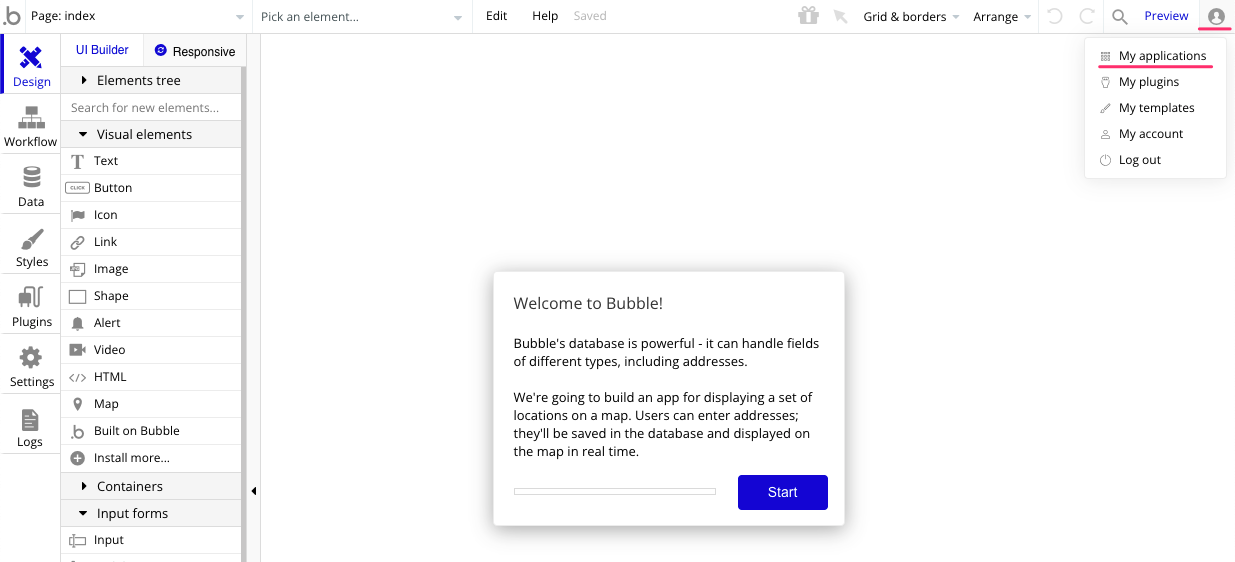 .b Page: index Pick an element... Edit Help Saved Grid & borders Arrange Preview
UI Builder Responsive
Design
Workflow
Data
Styles
Plugins
Settings
Logs
Elements tree
Search for new elements...
Visual elements
Text
CLICK Button
Icon
Link
Image
Shape
Alert
Video
</> HTML
Map
.b Built on Bubble
Install more...
Containers
Input forms
Input
My applications
My plugins
My templates
My account
Log out
Welcome to Bubble!
Bubble's database is powerful - it can handle fields
of different types, including addresses.
We're going to build an app for displaying a set of
locations on a map. Users can enter addresses;
they'll be saved in the database and displayed on
the map in real time.
Start